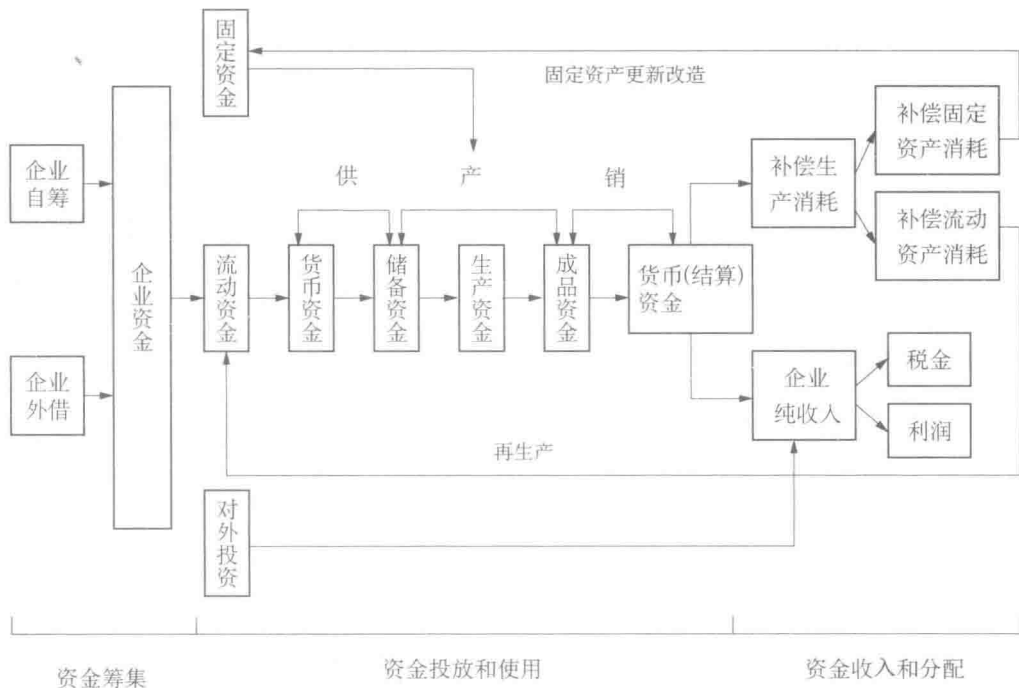 固定资金
固定资产更新改造
补偿固定
资产消耗
企业
自筹
供
产
销
补偿生
产消耗
补偿流动
资产消耗
企业资金
流动资金
货币资金
储备资金
生产资金
成品资金
货币(结算)
资金
企业
外借
企业
纯收入
税金
利润
再生产
对外投资
资金筹集
资金投放和使用
资金收入和分配